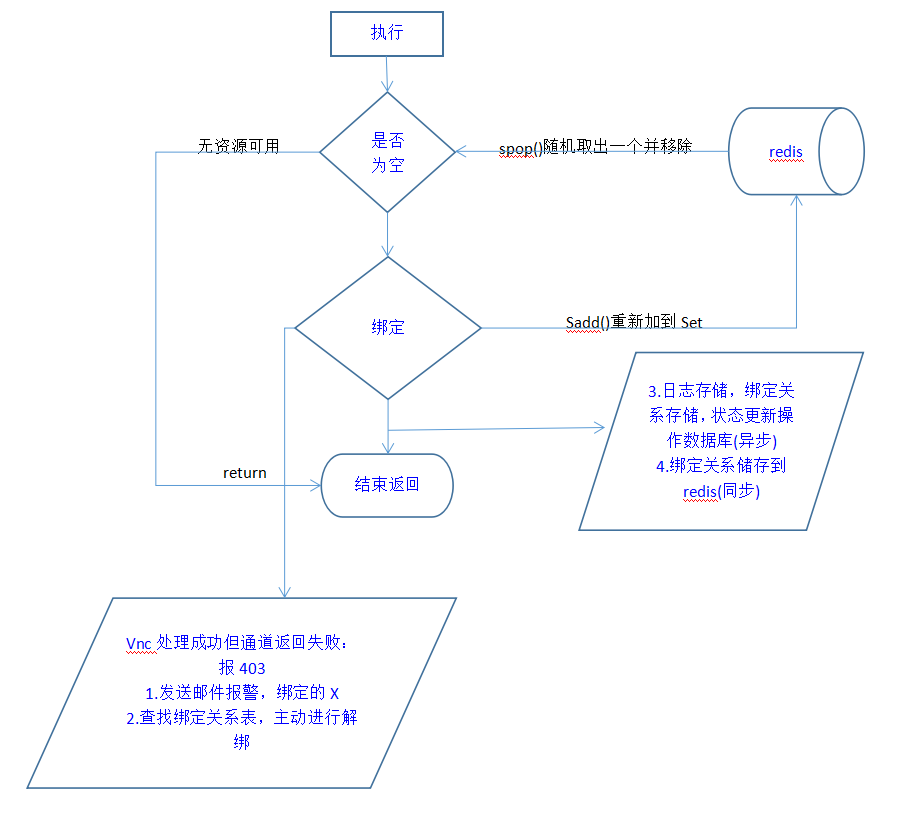 执行
是否
为空
无资源可用
spop()随机取出一个并移除
redis
绑定
Sadd()重新加到 Set
3.日志存储，绑定关
系存储，状态更新操
作数据库(异步)
4.绑定关系储存到
redis(同步)
return
结束返回
Vnc 处理成功但通道返回失败：
报 403
1.发送邮件报警，绑定的 X
2.查找绑定关系表，主动进行解
绑